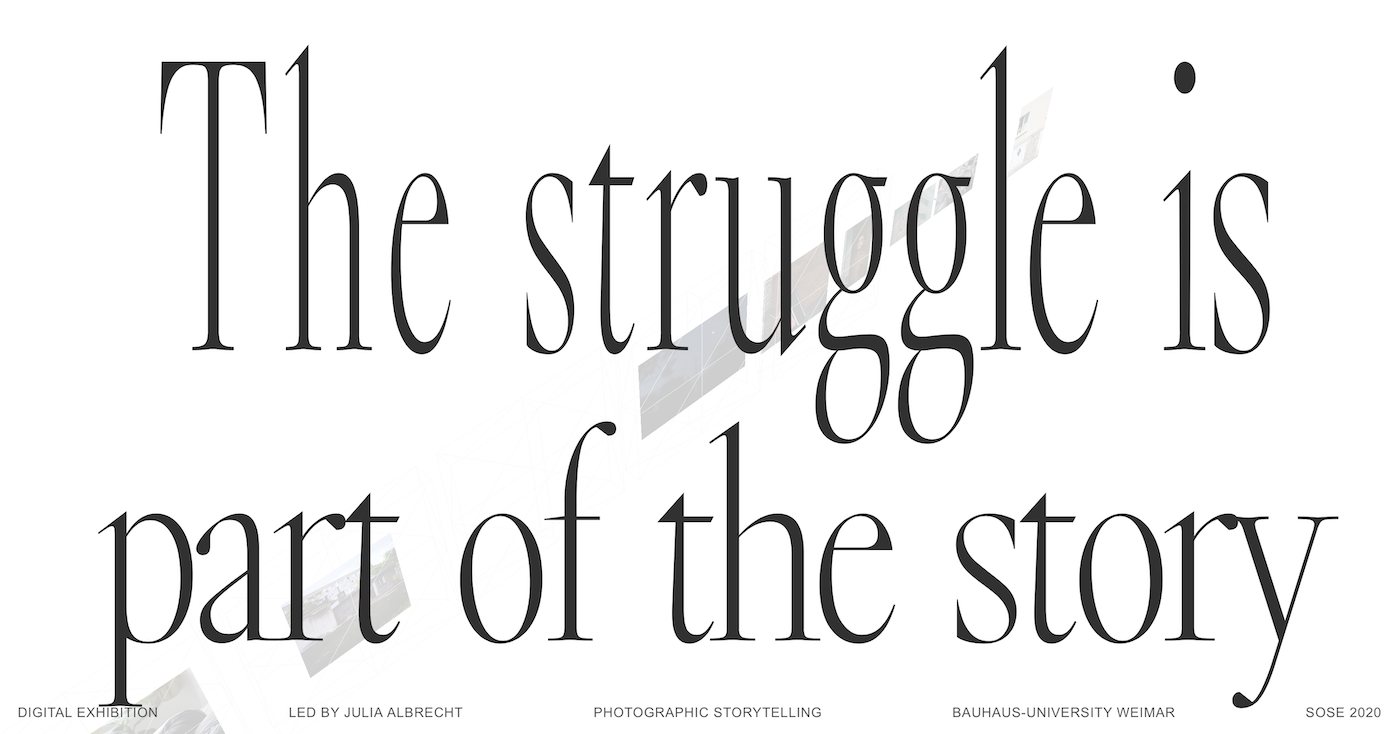 The struggle is
part of the story
DIGITAL EXHIBITION LED BY JULIA ALBRECHT PHOTOGRAPHIC STORYTELLING BAUHAUS-UNIVERSITY WEIMAR SOSE 2020